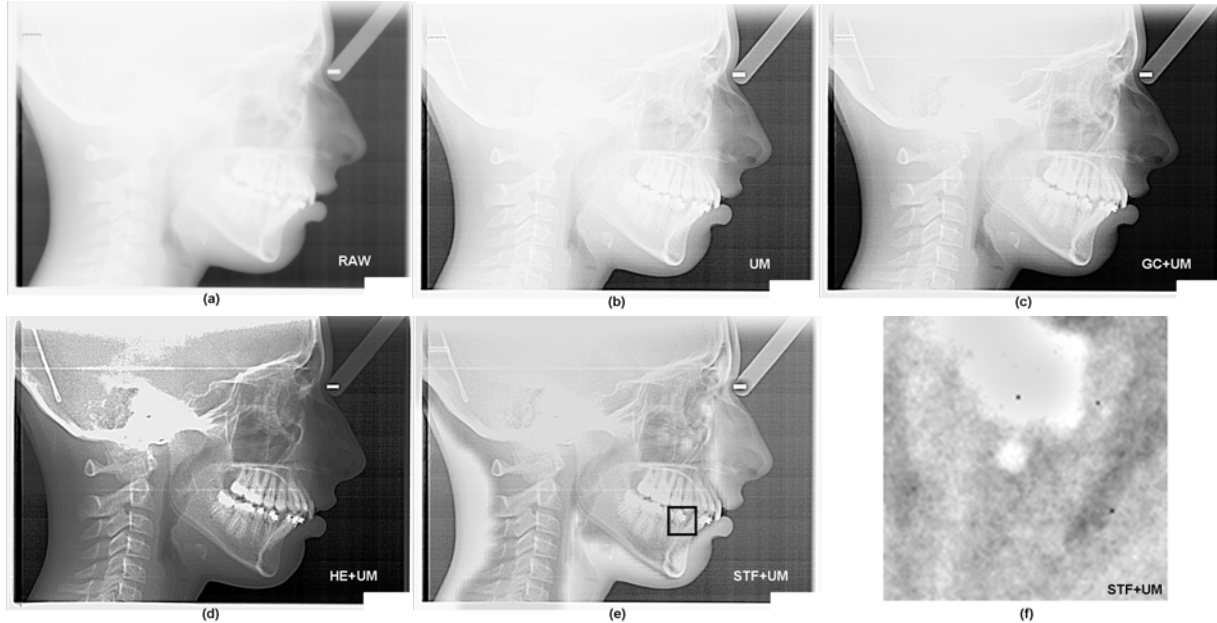 RAW
UM
GC+UM
(a)
(b)
(c)
HE+UM
STF+UM
STF+UM
(d)
(e)
(f)